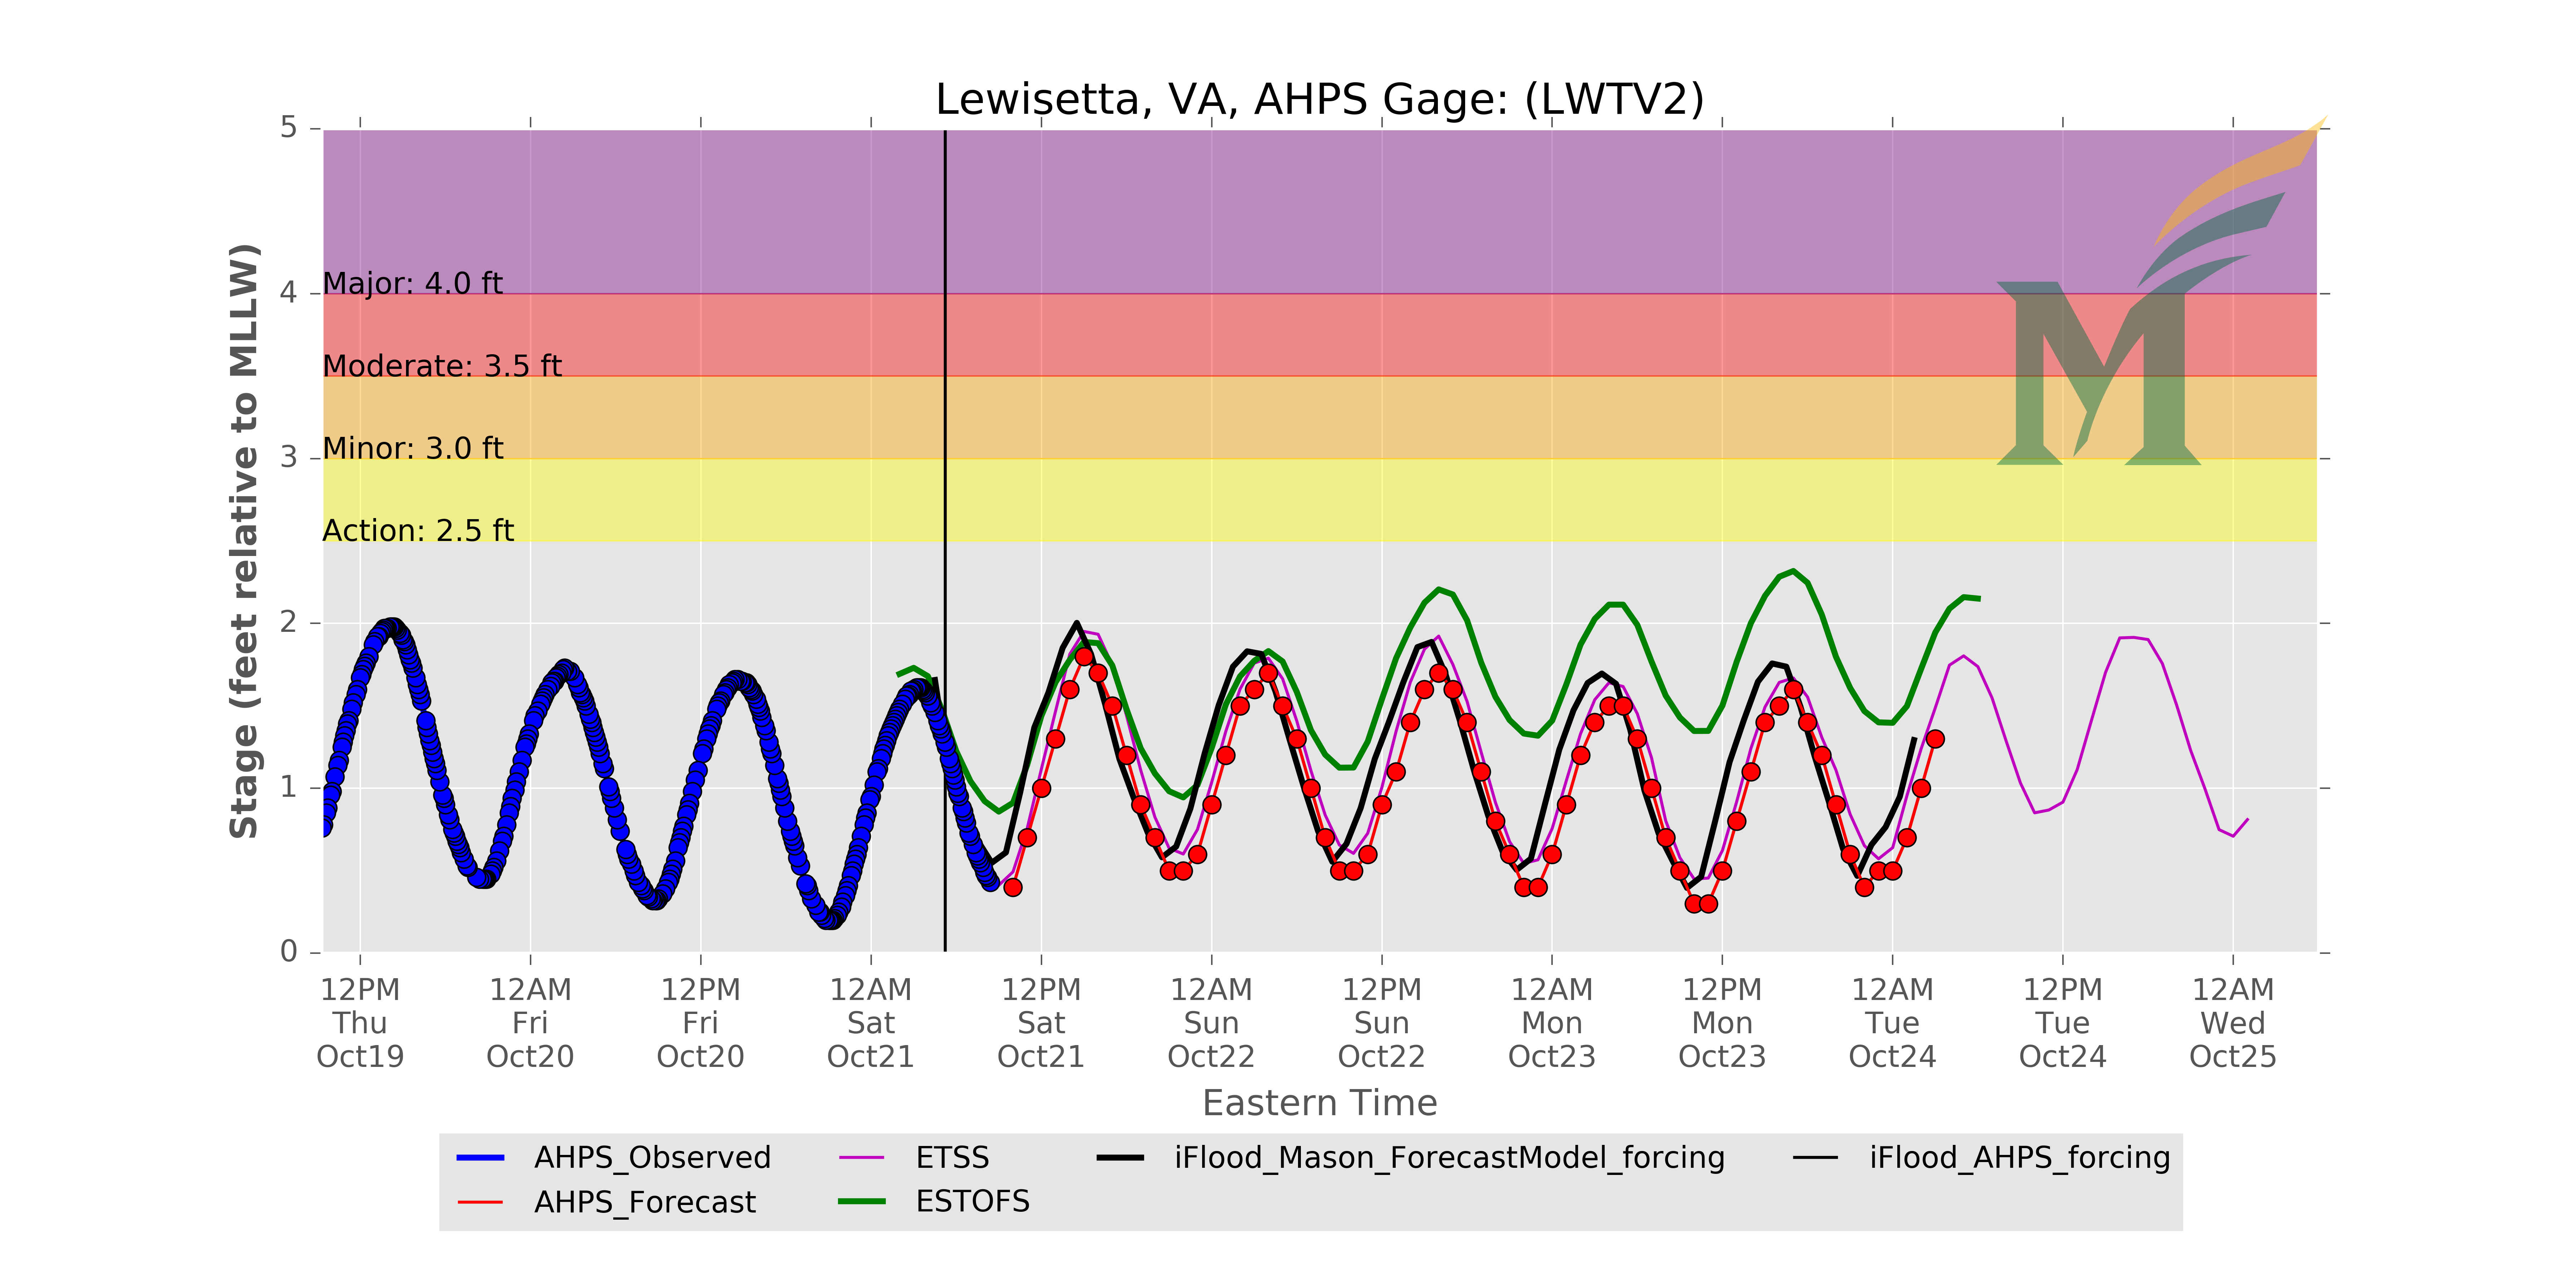 Lewisetta, VA, AHPS Gage: (LWTV2)
Stage (feet relative to MLLW)
5
4
3
2
1
0
Major: 4.0 ft
Moderate: 3.5 ft
Minor: 3.0 ft
Action: 2.5 ft
M
12PM 12AM 12PM 12AM 12PM 12AM 12PM 12AM 12PM 12AM 12PM 12AM
Thu Fri Fri Sat Sat Sun Sun Mon Mon Tue Tue Wed
Oct19 Oct20 Oct20 Oct21 Oct21 Oct22 Oct22 Oct23 Oct23 Oct24 Oct24 Oct25
Eastern Time
AHPS_Observed ETSS iFlood_Mason_ForecastModel_forcing iFlood_AHPS_forcing
AHPS_Forecast ESTOFS